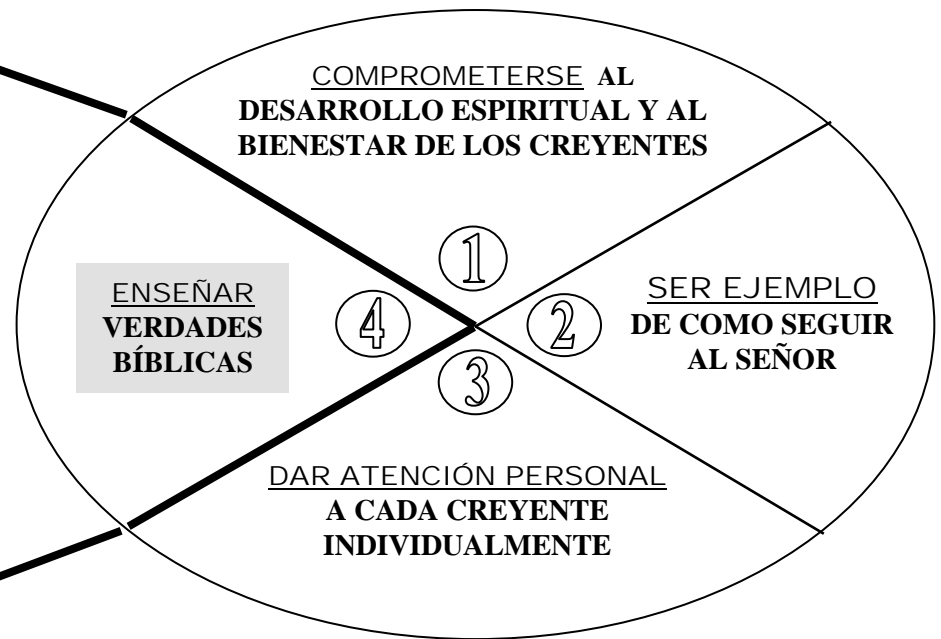 COMPROMETERSE AL
DESARROLLO ESPIRITUAL Y AL
BIENESTAR DE LOS CREYENTES
1
SER EJEMPLO
DE COMO SEGUIR
AL SEÑOR
2
3
DAR ATENCIÓN PERSONAL
A CADA CREYENTE
INDIVIDUALMENTE
4
ENSEÑAR
VERDADES
BÍBLICAS